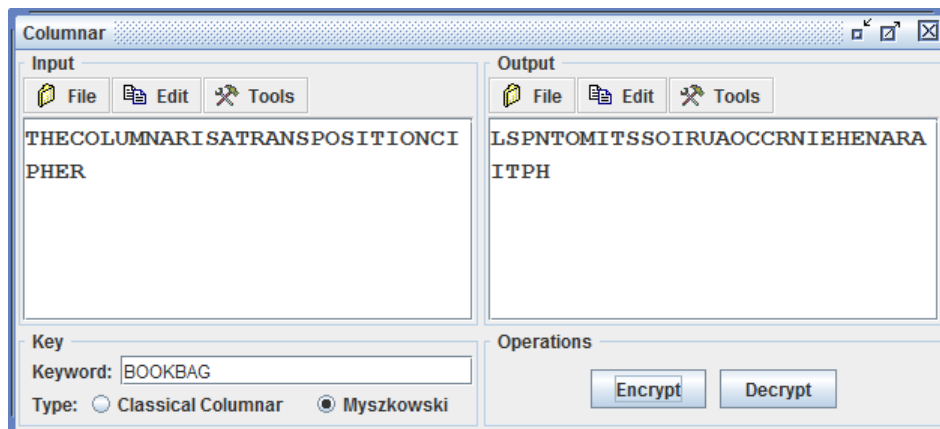 Columnar
Input
File Edit Tools
THECOLUMNARISATRANSPOSITIONCI
PHER
Output
File Edit Tools
LSPNTOMITSSOIRUAOCCRNIEHENARA
ITPH
Key
Keyword: BOOKBAG
Type: Classical Columnar Myszkowski
Operations
Encrypt Decrypt